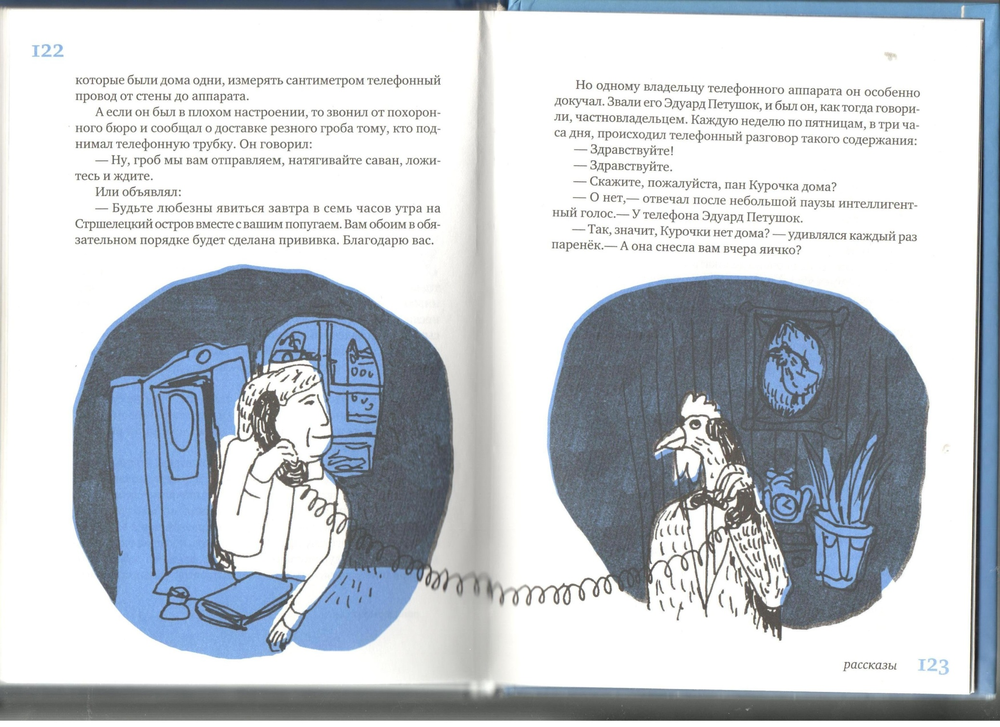 122
которые были дома одни, измерять сантиметром телефонный
провод от стены до аппарата.
А если он был в плохом настроении, то звонил от похорон-
ного бюро и сообщал о доставке резного гроба тому, кто под-
нимал телефонную трубку. Он говорил:
— Ну, гроб мы вам отправляем, натягивайте саван, ложи-
тесь и ждите.
Или объявлял:
— Будьте любезны явиться завтра в семь часов утра на
Стршелецкий остров вместе с вашим попугаем. Вам обоим в обя-
зательном порядке будет сделана прививка. Благодарю вас.
Но одному владельцу телефонного аппарата он особенно
докучал. Звали его Эдуард Петушок, и был он, как тогда говори-
ли, частновладельцем. Каждую неделю по пятницам, в три ча-
са дня, происходил телефонный разговор такого содержания:
— Здравствуйте!
— Здравствуйте.
— Скажите, пожалуйста, пан Курочка дома?
— О нет,— отвечал после небольшой паузы интеллигент-
ный голос.— У телефона Эдуард Петушок.
— Так, значит, Курочки нет дома? — удивлялся каждый раз
паренёк.— А она снесла вам вчера яичко?
рассказы 123